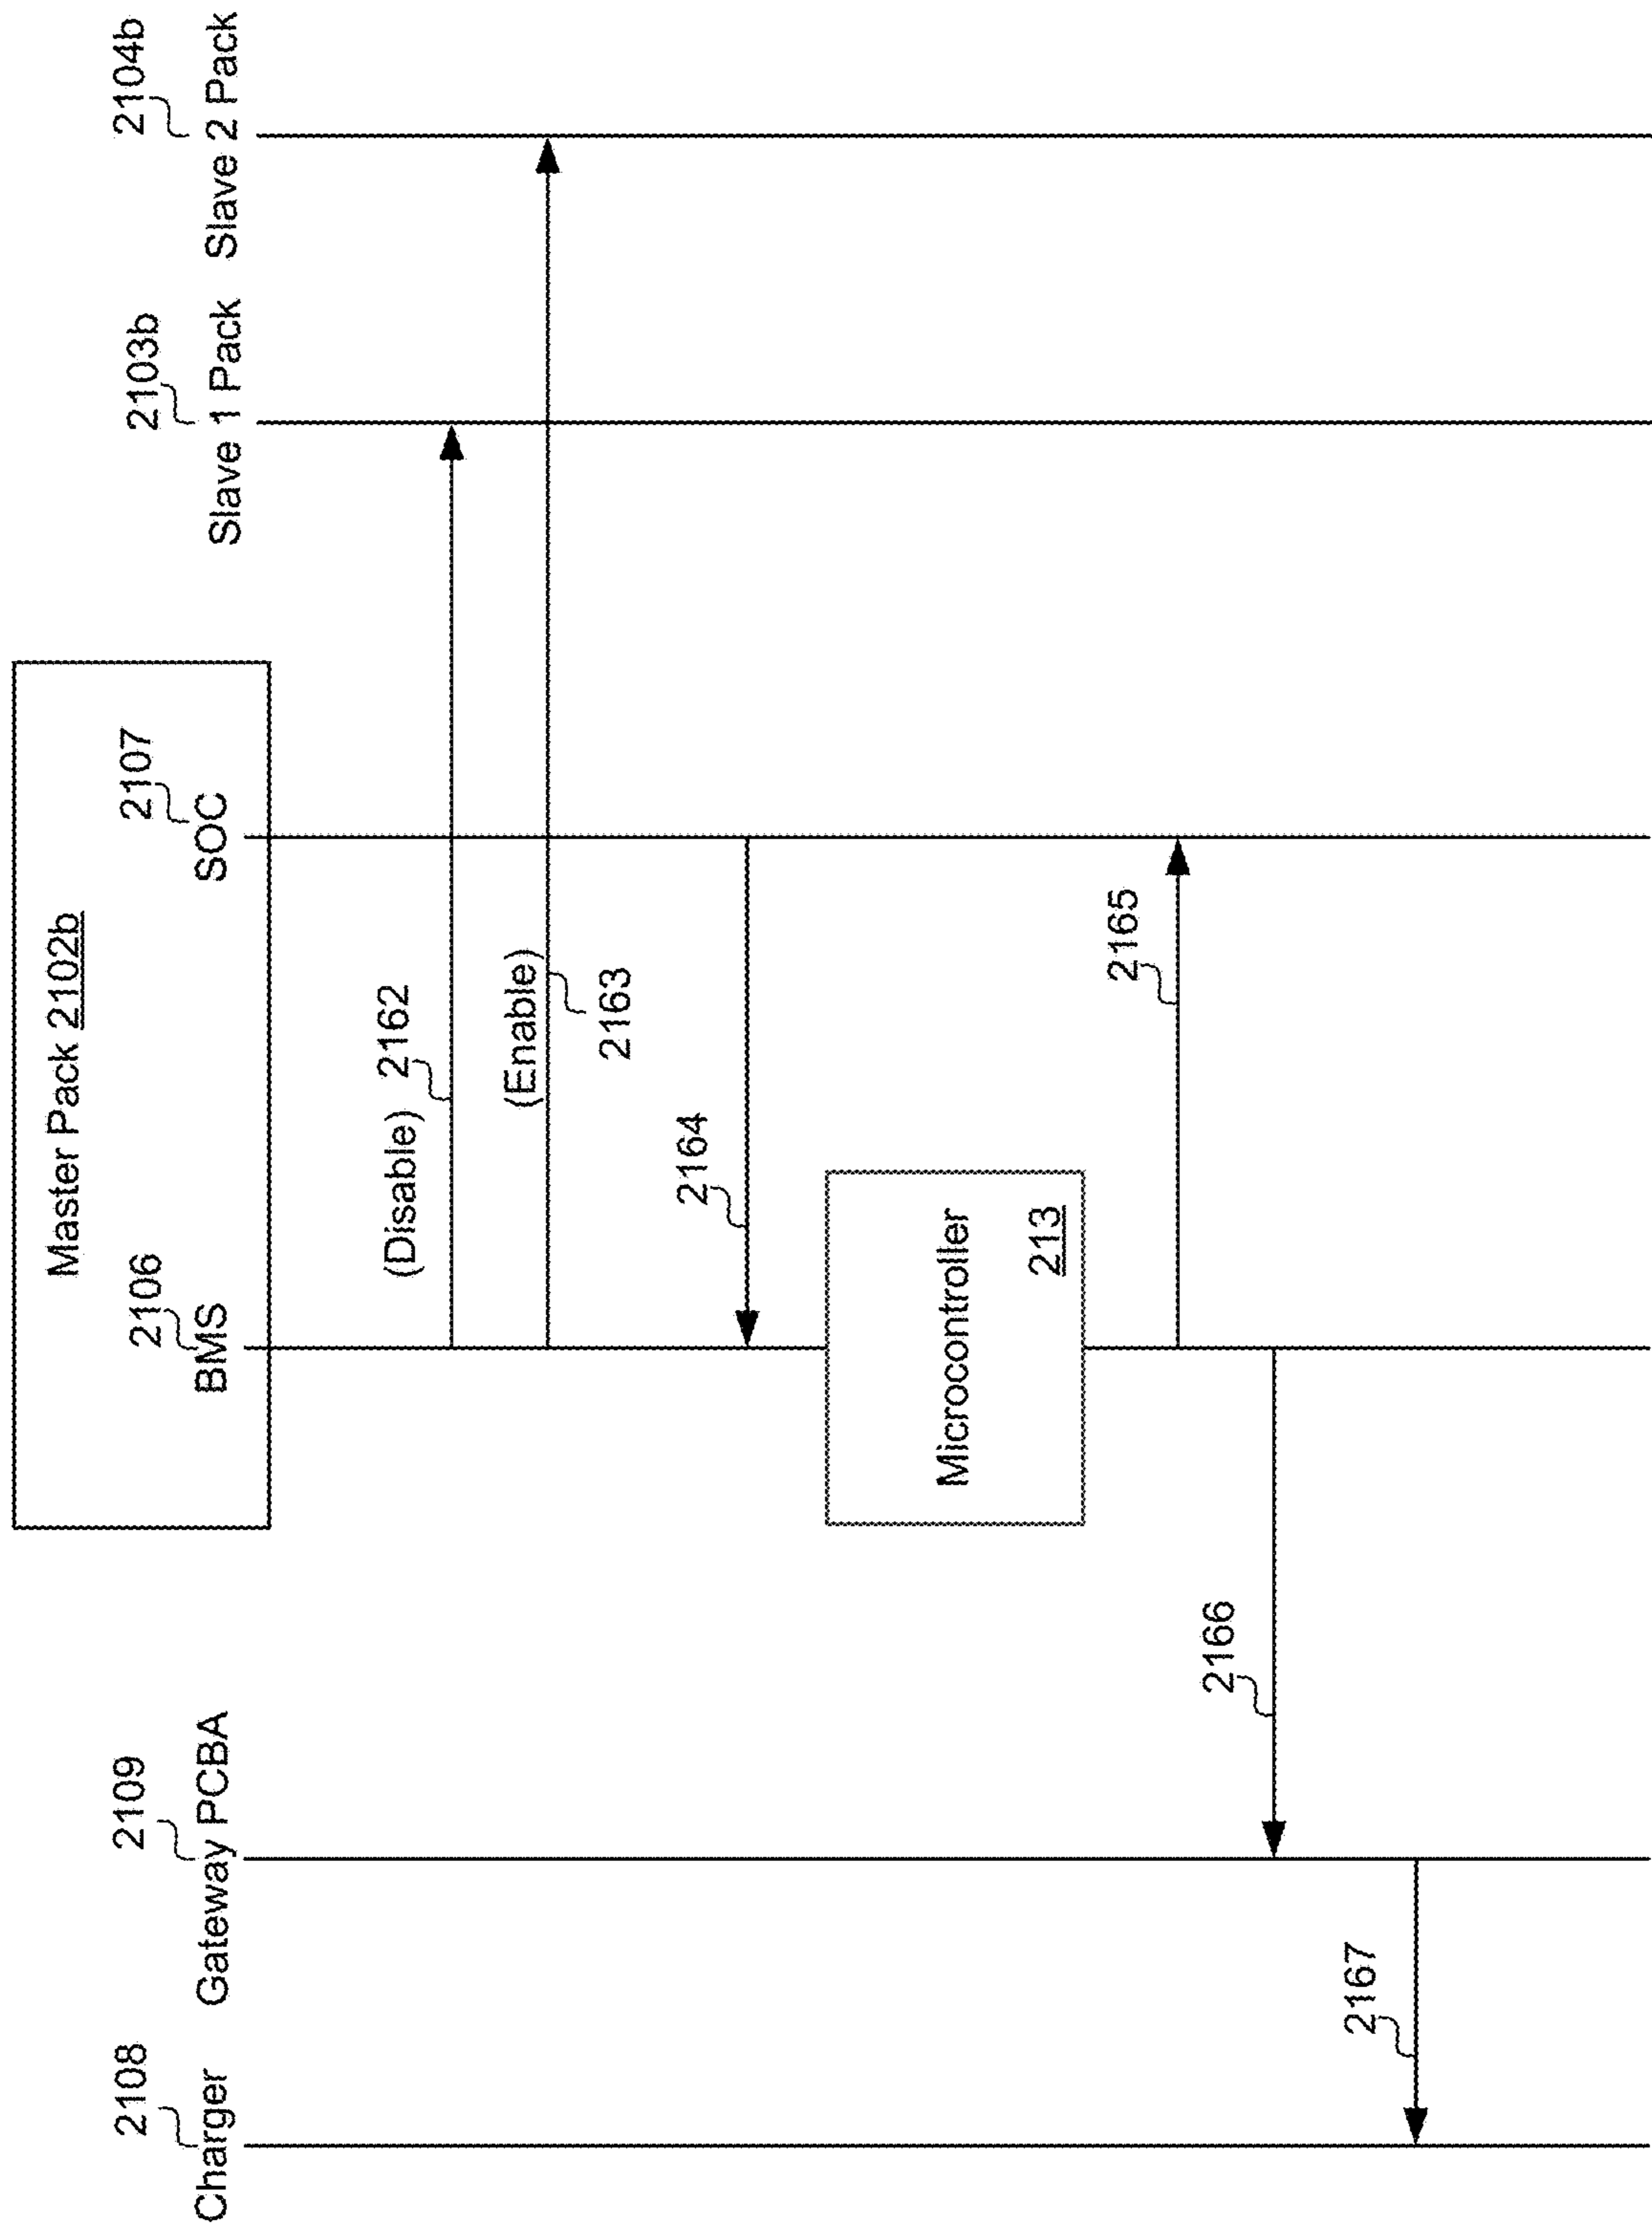 Master Pack 2102b
2108
2109
2106
2107
2103b
2104b
Charger
Gateway PCBA
BMS
SOC
Slave 1 Pack
Slave 2 Pack
(Disable) 2162
(Enable)
2163
2164
Microcontroller
213
2165
2166
2167